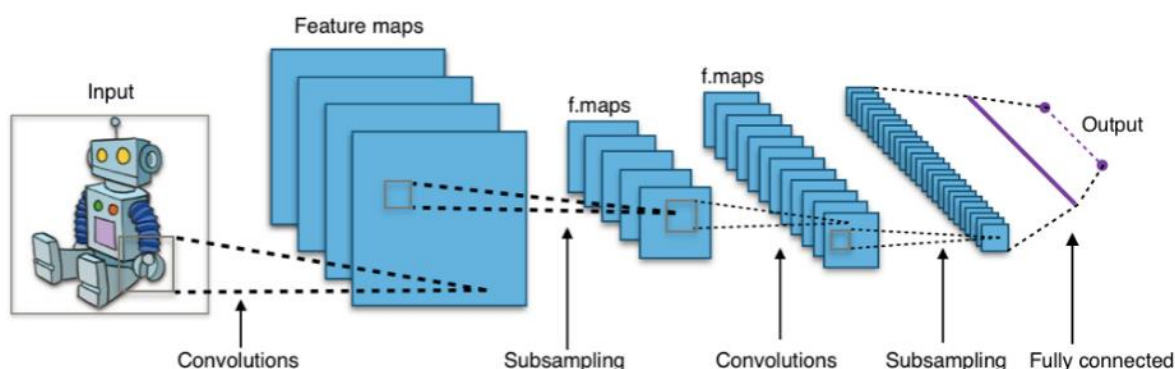 Feature maps
f.maps
f.maps
Input
Output
Convolutions
Subsampling
Convolutions
Subsampling
Fully connected